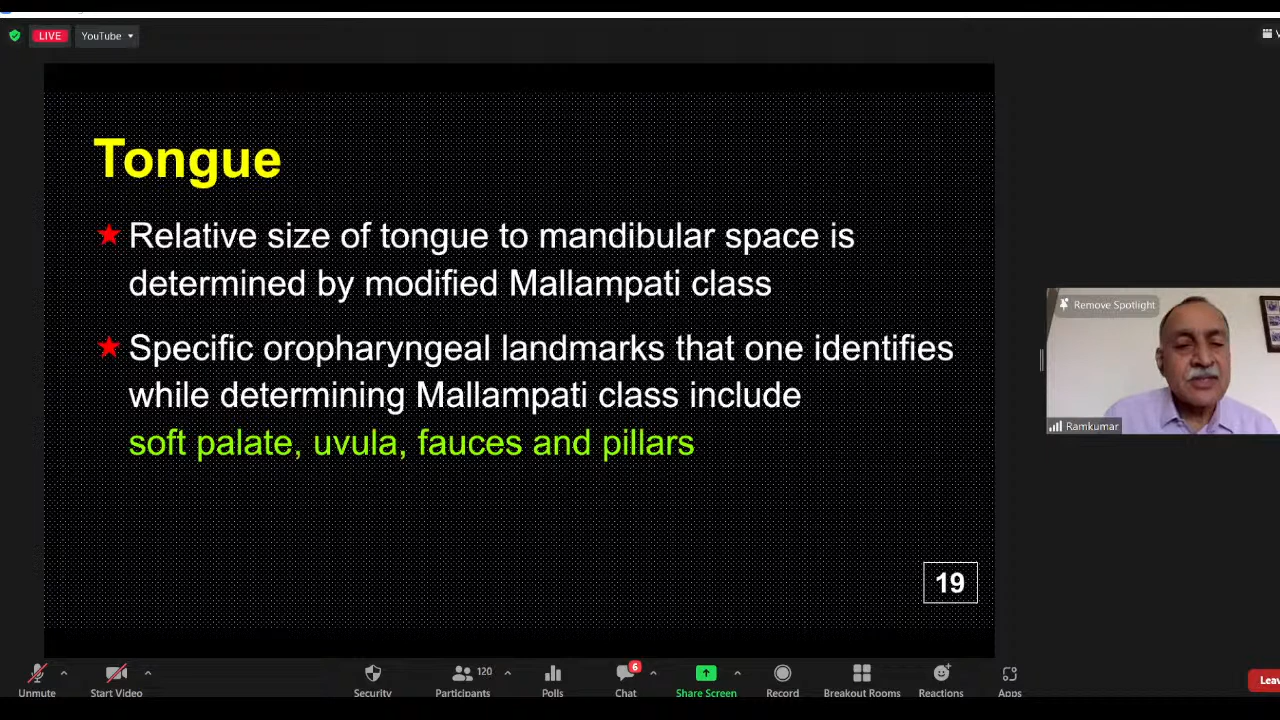 LIVE
YouTube
Tongue
Relative size of tongue to mandibular space is
determined by modified Mallampati class
Specific oropharyngeal landmarks that one identifies
while determining Mallampati class include
soft palate, uvula, fauces and pillars
19
Remove Spotlight
Ramkumar
Unmute
Start Video
Security
Participants
120
Polls
Chat
6
Share Screen
Record
Breakout Rooms
Reactions
Apps
Leav